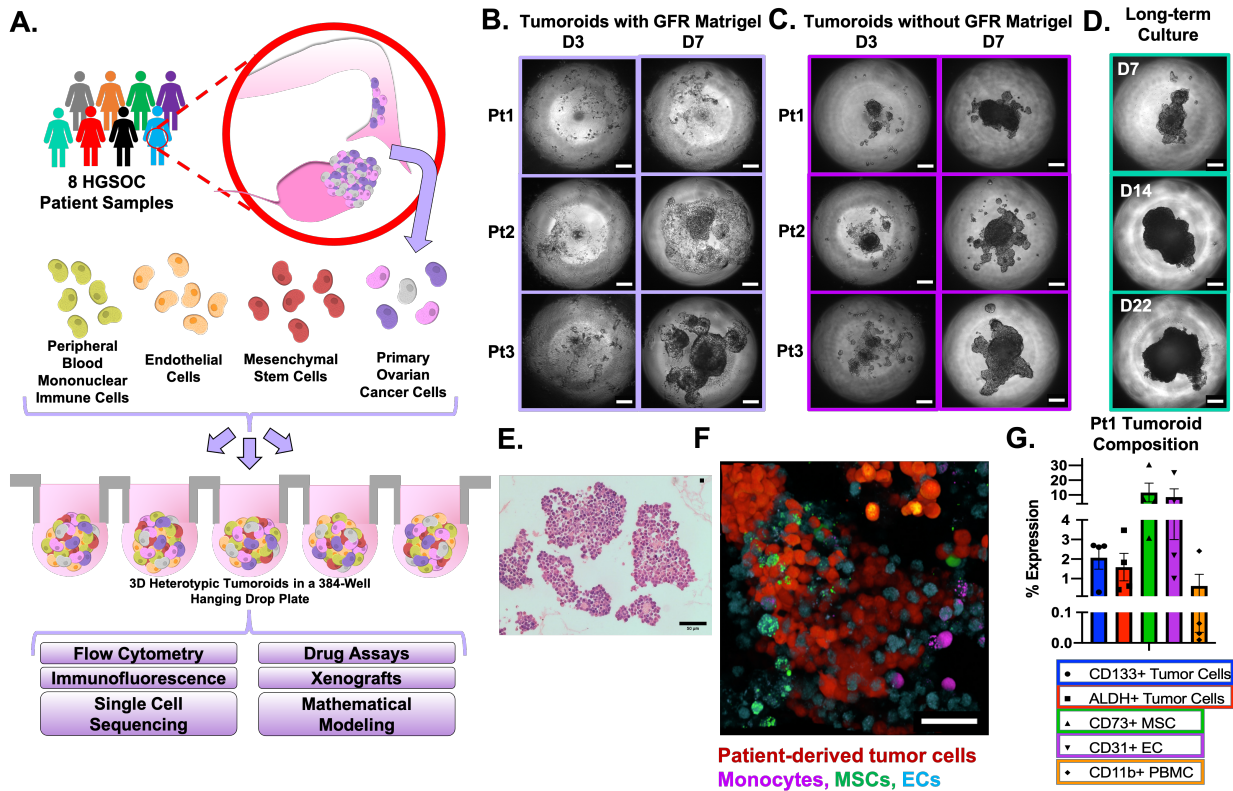 A.
8 HGSOC
Patient Samples
Peripheral
Blood
Mononuclear
Immune Cells
Endothelial
Cells
Mesenchymal
Stem Cells
Primary
Ovarian
Cancer Cells
3D Heterotypic Tumoroids in a 384-Well
Hanging Drop Plate
Flow Cytometry
Drug Assays
Immunofluorescence
Xenografts
Single Cell
Sequencing
Mathematical
Modeling
B.
Tumoroids with GFR Matrigel
D3 D7
Pt1
Pt2
Pt3
C.
Tumoroids without GFR Matrigel
D3 D7
Pt1
Pt2
Pt3
D.
Long-term
Culture
D7
D14
D22
E.
50 μm
F
Patient-derived tumor cells
Monocytes, MSCs, ECs
G.
Pt1 Tumoroid
Composition
% Expression
30
20
10
4
3
2
1
0.1
0.0
CD133+ Tumor Cells
ALDH+ Tumor Cells
CD73+ MSC
CD31+ EC
CD11b+ PBMC